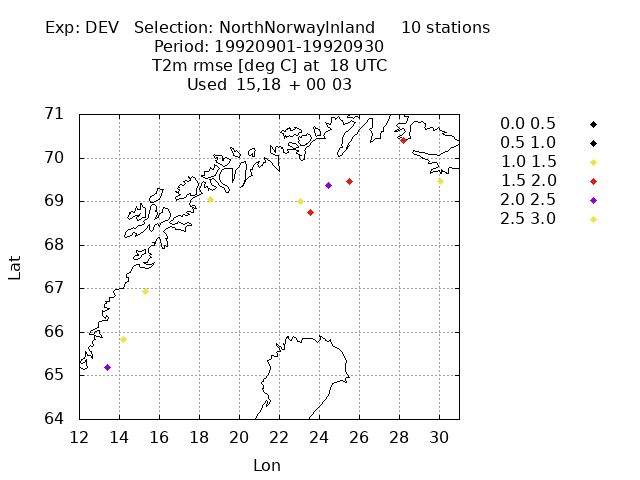 Exp: DEV   Selection: NorthNorwayInland     10 stations
Period: 19920901-19920930
T2m rmse [deg C] at  18 UTC
Used  15,18 + 00 03
0.0 0.5
0.5 1.0
1.0 1.5
1.5 2.0
2.0 2.5
2.5 3.0
71
70
69
68
67
66
65
64
Lat
12 14 16 18 20 22 24 26 28 30
Lon